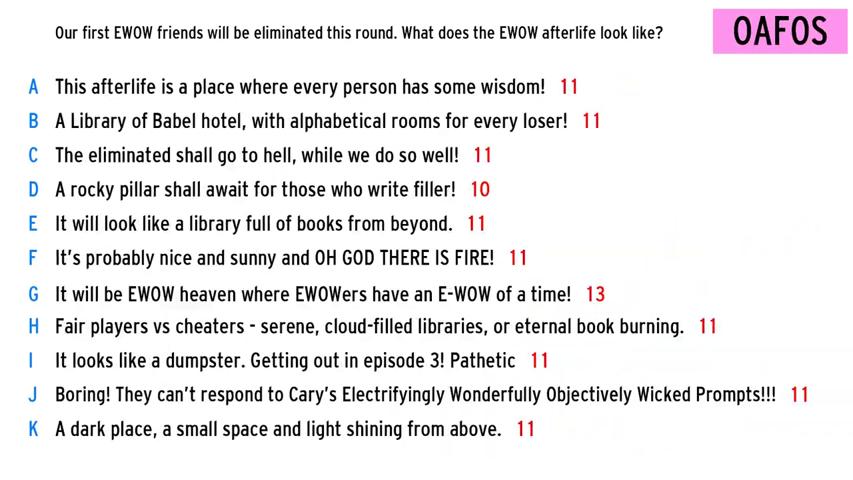 Our first EWOW friends will be eliminated this round. What does the EWOW afterlife look like?
OAFOS
A This afterlife is a place where every person has some wisdom! 11
B A Library of Babel hotel, with alphabetical rooms for every loser! 11
C The eliminated shall go to hell, while we do so well! 11
D A rocky pillar shall await for those who write filler! 10
E It will look like a library full of books from beyond. 11
F It's probably nice and sunny and OH GOD THERE IS FIRE! 11
G It will be EWOW heaven where EWOWers have an E-WOW of a time! 13
H Fair players vs cheaters - serene, cloud-filled libraries, or eternal book burning. 11
I It looks like a dumpster. Getting out in episode 3! Pathetic 11
J Boring! They can't respond to Cary's Electrifyingly Wonderfully Objectively Wicked Prompts!!! 11
K A dark place, a small space and light shining from above. 11